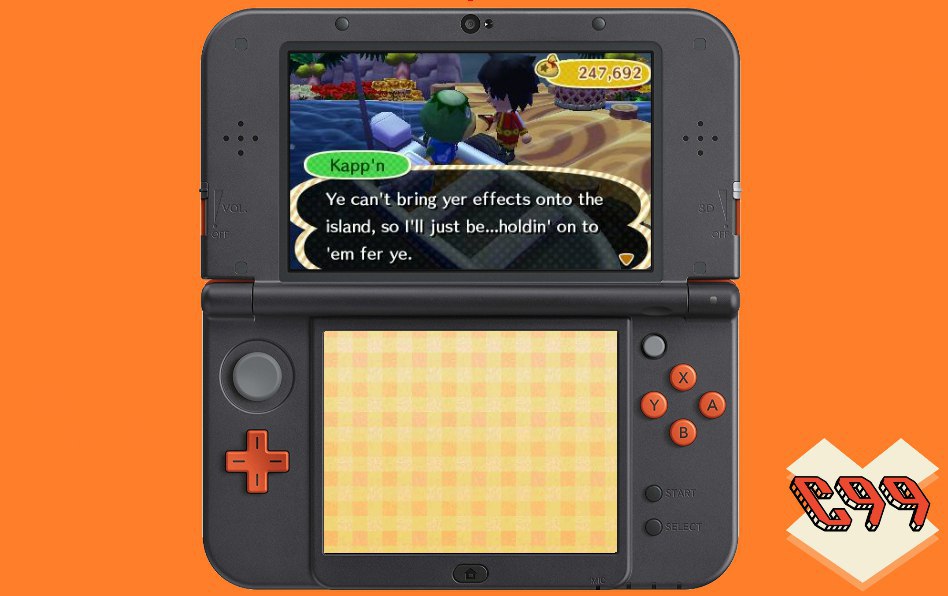 247,692
Kapp'n
Ye can't bring yer effects onto the
island, so I'll just be...holdin' on to
'em fer ye.
VOL.
OFF
3D
OFF
X
Y
A
B
START
SELECT
MIC
C99